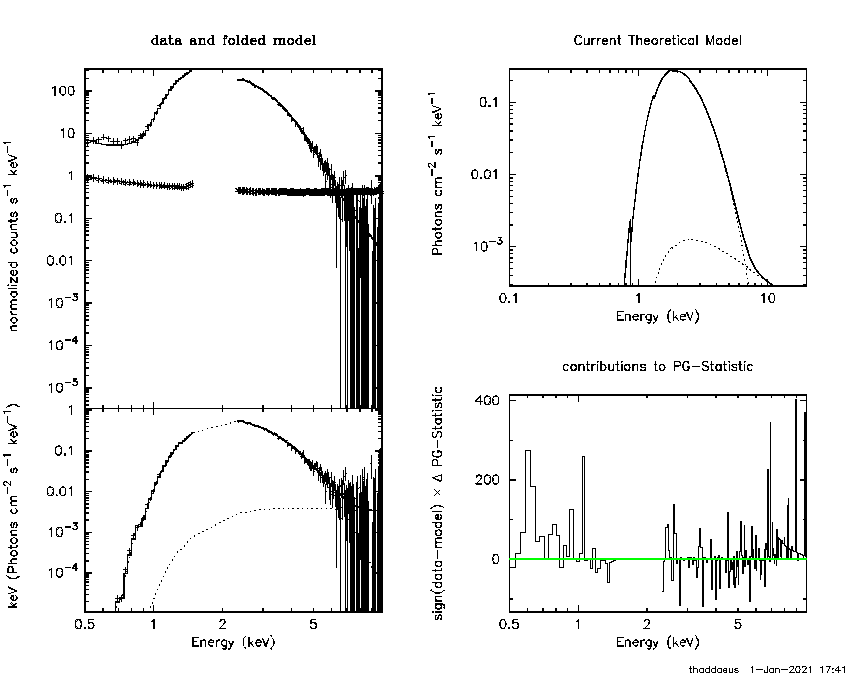 data and folded model
normalized counts s⁻¹ keV⁻¹
100
10
1
0.1
0.01
10⁻³
10⁻⁴
10⁻⁵
keV (Photons cm⁻² s⁻¹ keV⁻¹)
1
0.1
0.01
10⁻³
10⁻⁴
0.5 1 2 5
Energy (keV)
Current Theoretical Model
Photons cm⁻² s⁻¹ keV⁻¹
0.1
0.01
10⁻³
0.1 1 10
Energy (keV)
contributions to PG-Statistic
sign(data-model) × Δ PG-Statistic
400
200
0
0.5 1 2 5
Energy (keV)
thaddaeus 1-Jan-2021 17:41